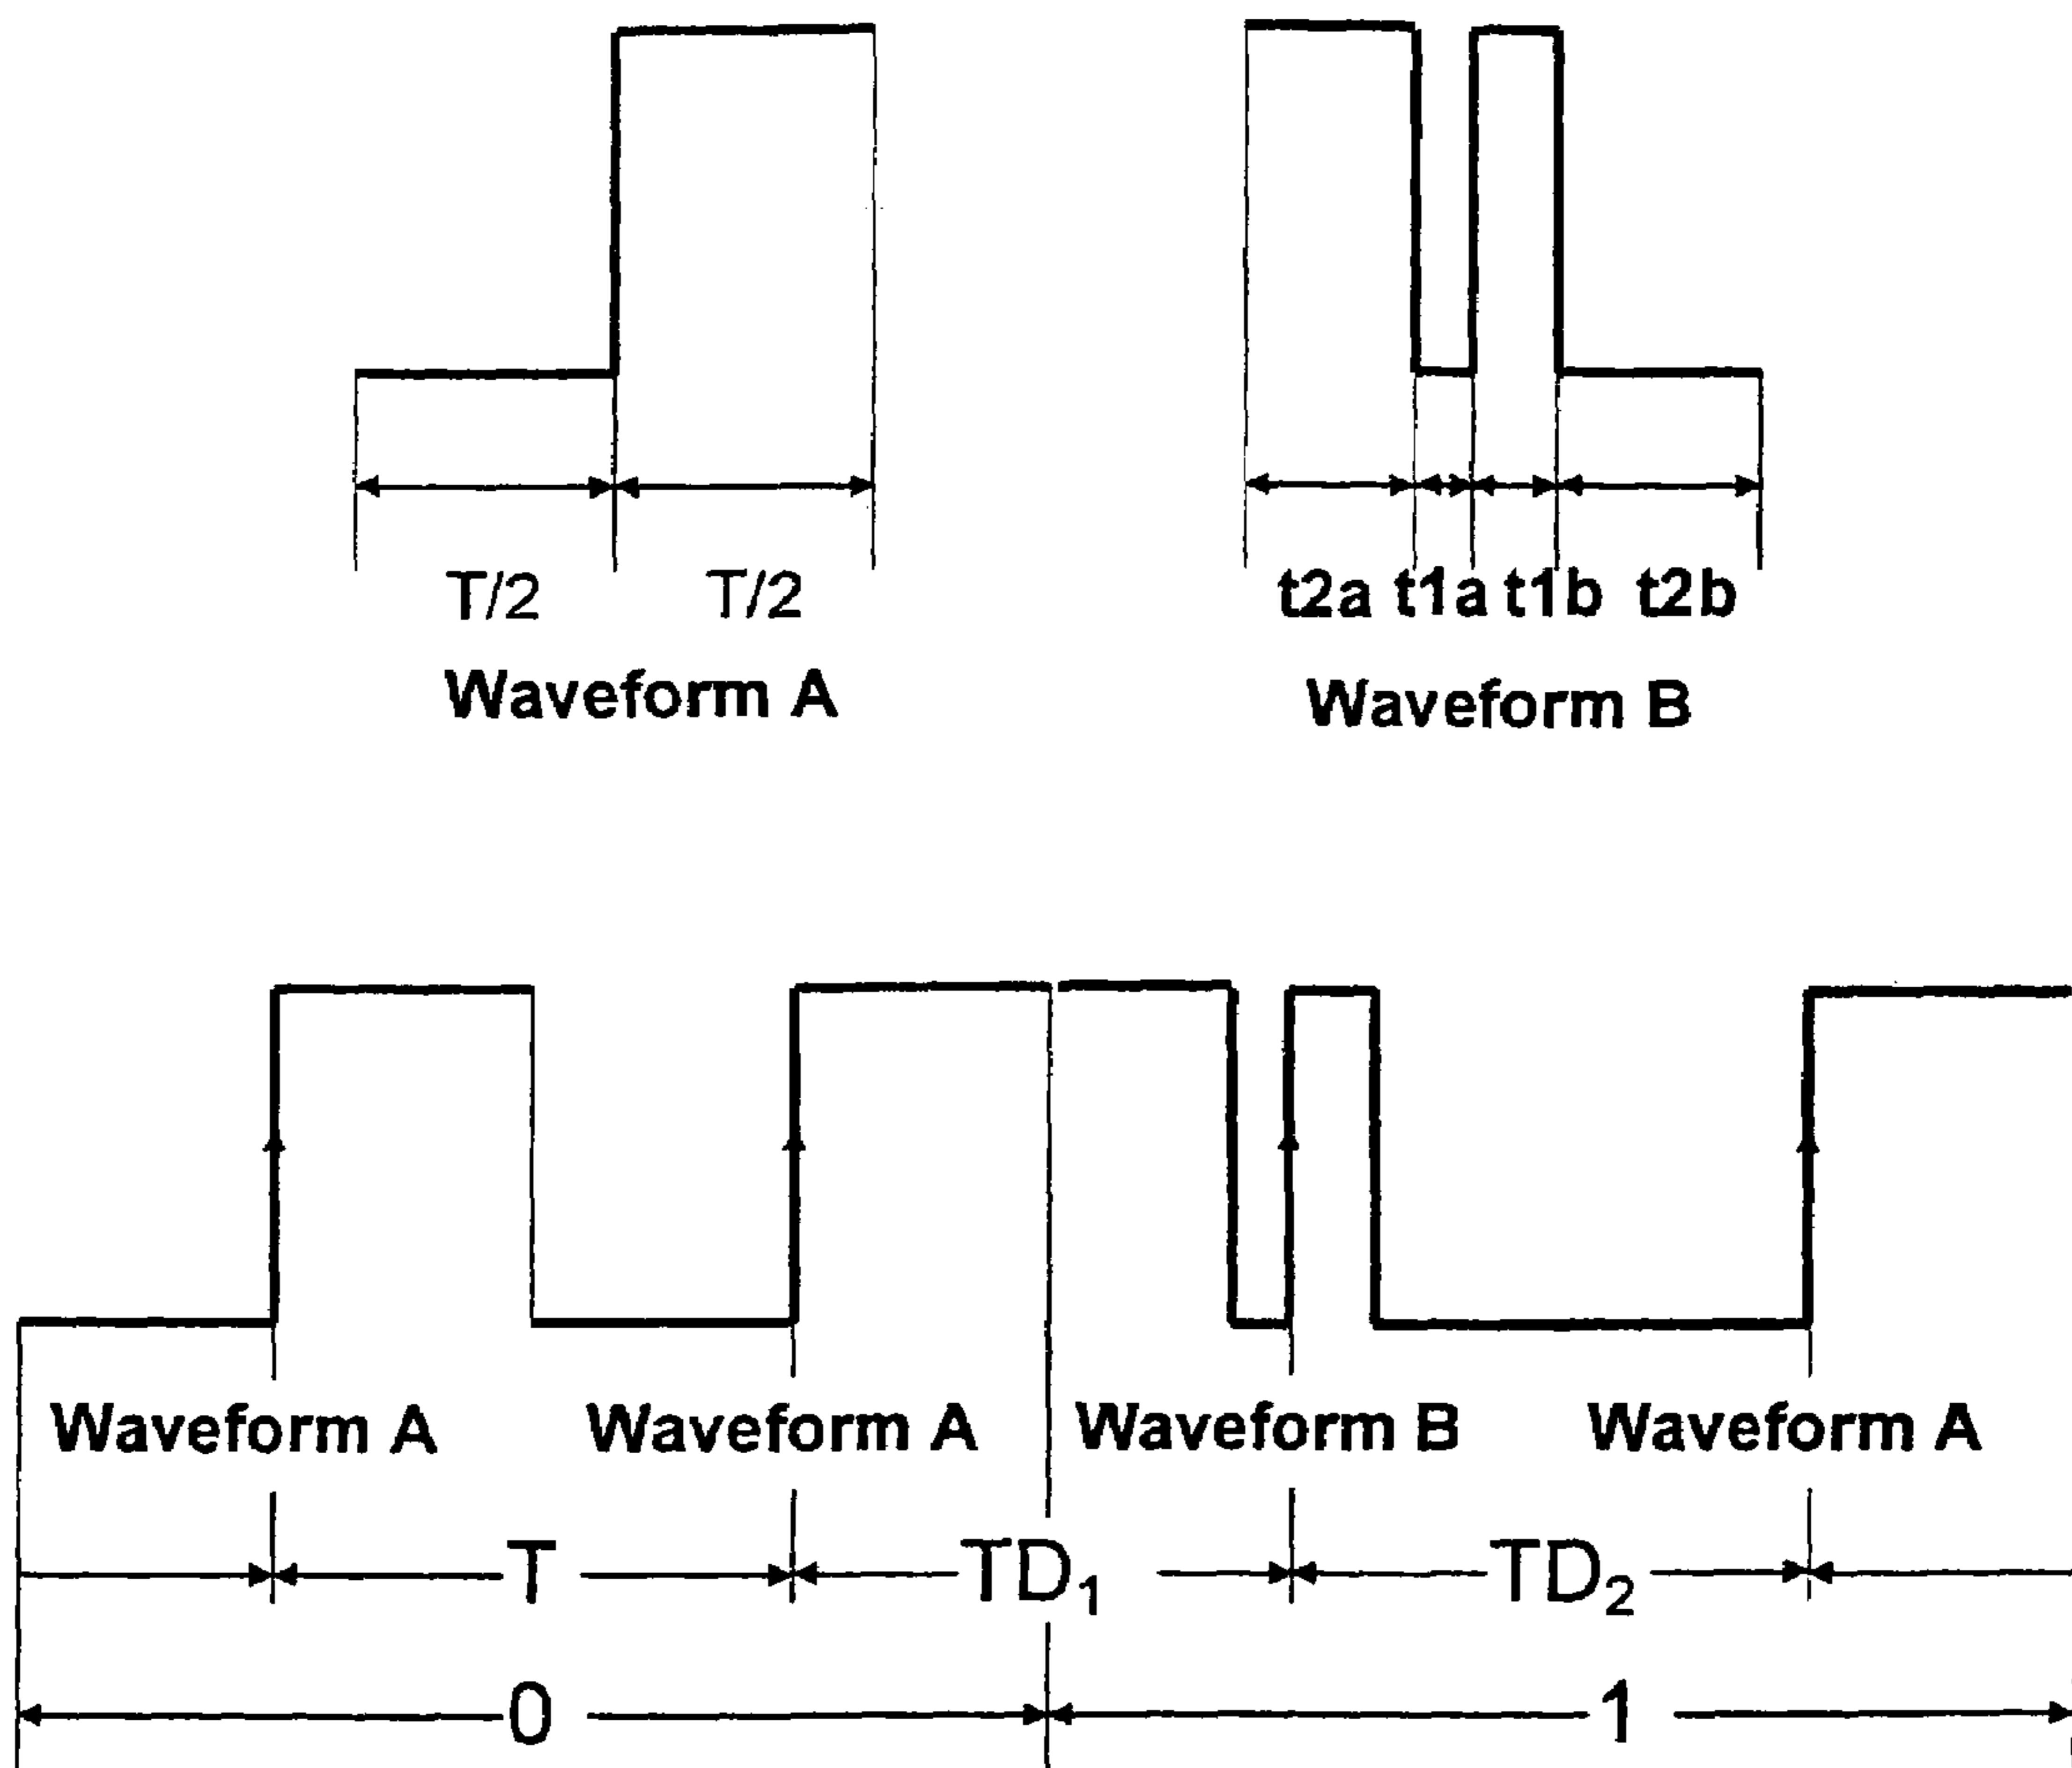 T/2 T/2
t2a t1a t1b t2b
Waveform A
Waveform B
Waveform A Waveform A Waveform B Waveform A
T TD₁ TD₂
0 1